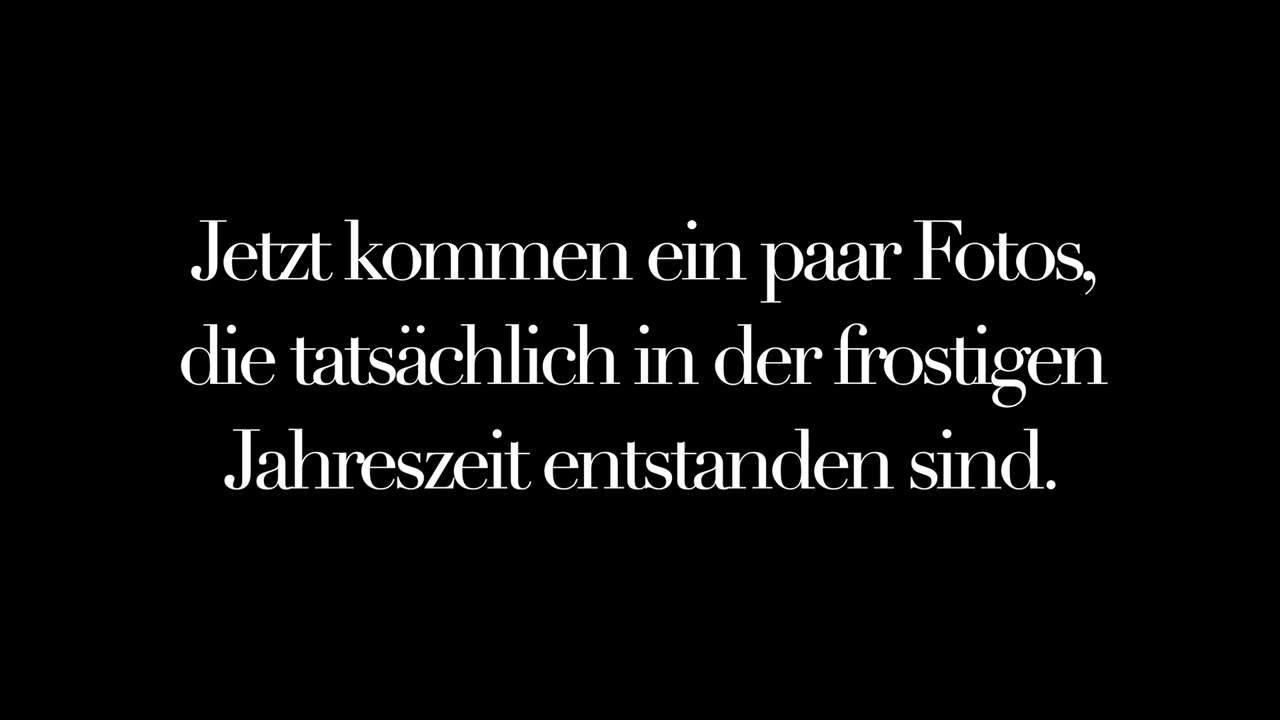 Jetzt kommen ein paar Fotos,
die tatsächlich in der frostigen
Jahreszeit entstanden sind.